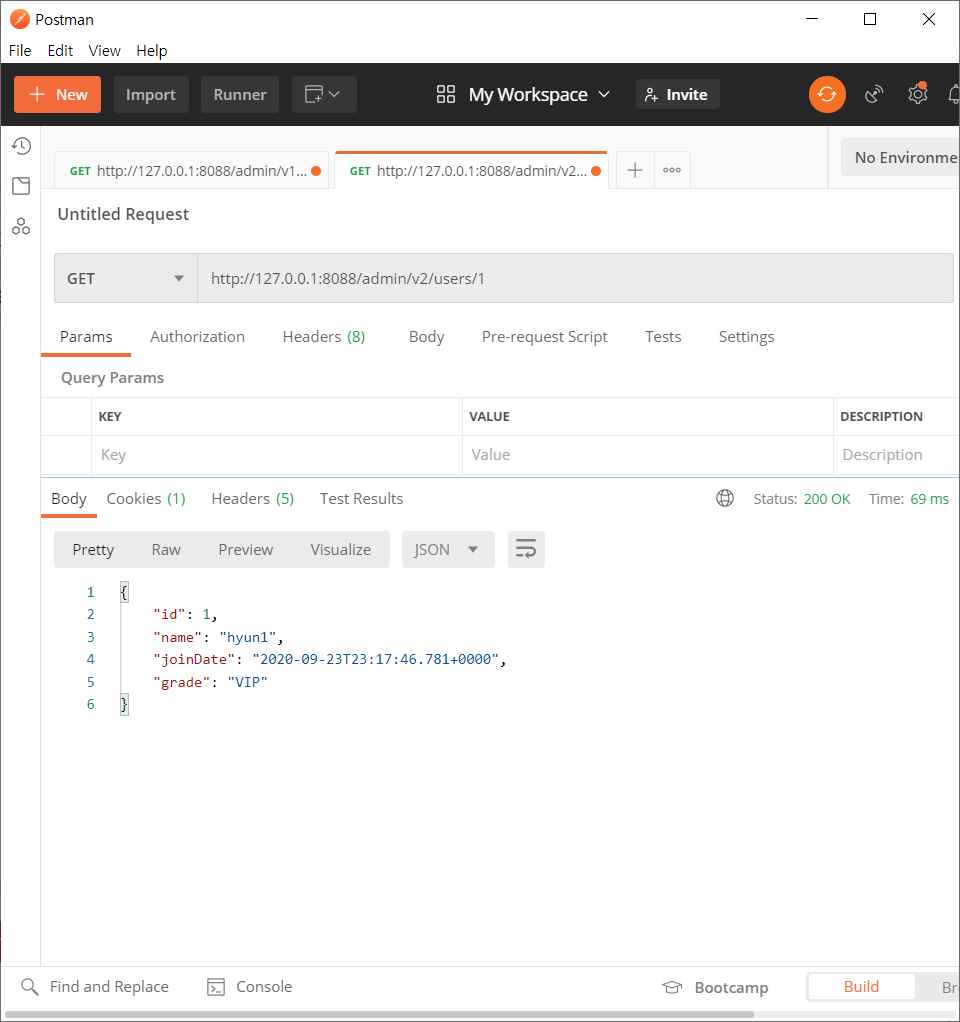 Postman
File Edit View Help
New Import Runner My Workspace Invite
GET http://127.0.0.1:8088/admin/v1... GET http://127.0.0.1:8088/admin/v2... No Environme
Untitled Request
GET http://127.0.0.1:8088/admin/v2/users/1
Params Authorization Headers (8) Body Pre-request Script Tests Settings
Query Params
KEY VALUE DESCRIPTION
Key Value Description
Body Cookies (1) Headers (5) Test Results Status: 200 OK Time: 69 ms
Pretty Raw Preview Visualize JSON
1 {
2 "id": 1,
3 "name": "hyun1",
4 "joinDate": "2020-09-23T23:17:46.781+0000",
5 "grade": "VIP"
6 }
Find and Replace Console Bootcamp Build Br